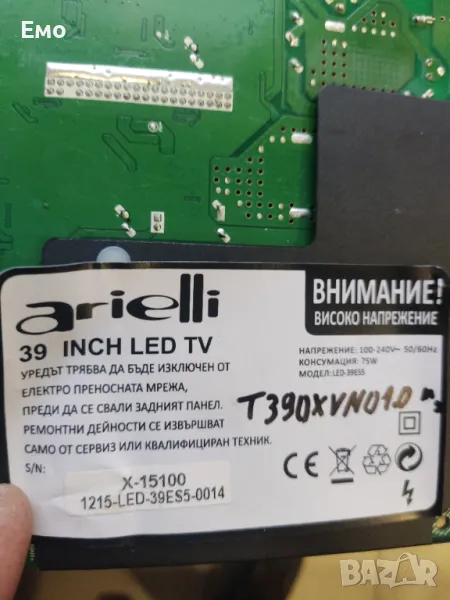 Emo
arielli
39 INCH LED TV
УРЕДЪТ ТРЯБВА ДА БЪДЕ ИЗКЛЮЧЕН ОТ
ЕЛЕКТРО ПРЕНОСНАТА МРЕЖА,
ПРЕДИ ДА СЕ СВАЛИ ЗАДНИЯТ ПАНЕЛ.
РЕМОНТНИ ДЕЙНОСТИ СЕ ИЗВЪРШВАТ
САМО ОТ СЕРВИЗ ИЛИ КВАЛИФИЦИРАН ТЕХНИК.
S/N:
X-15100
1215-LED-39ES5-0014
ВНИМАНИЕ!
ВИСОКО НАПРЕЖЕНИЕ
НАПРЕЖЕНИЕ: 100-240V~ 50/60Hz
КОНСУМАЦИЯ: 75W
МОДЕЛ: LED-39ES5
T390XVN01.0
CE
BAZAR